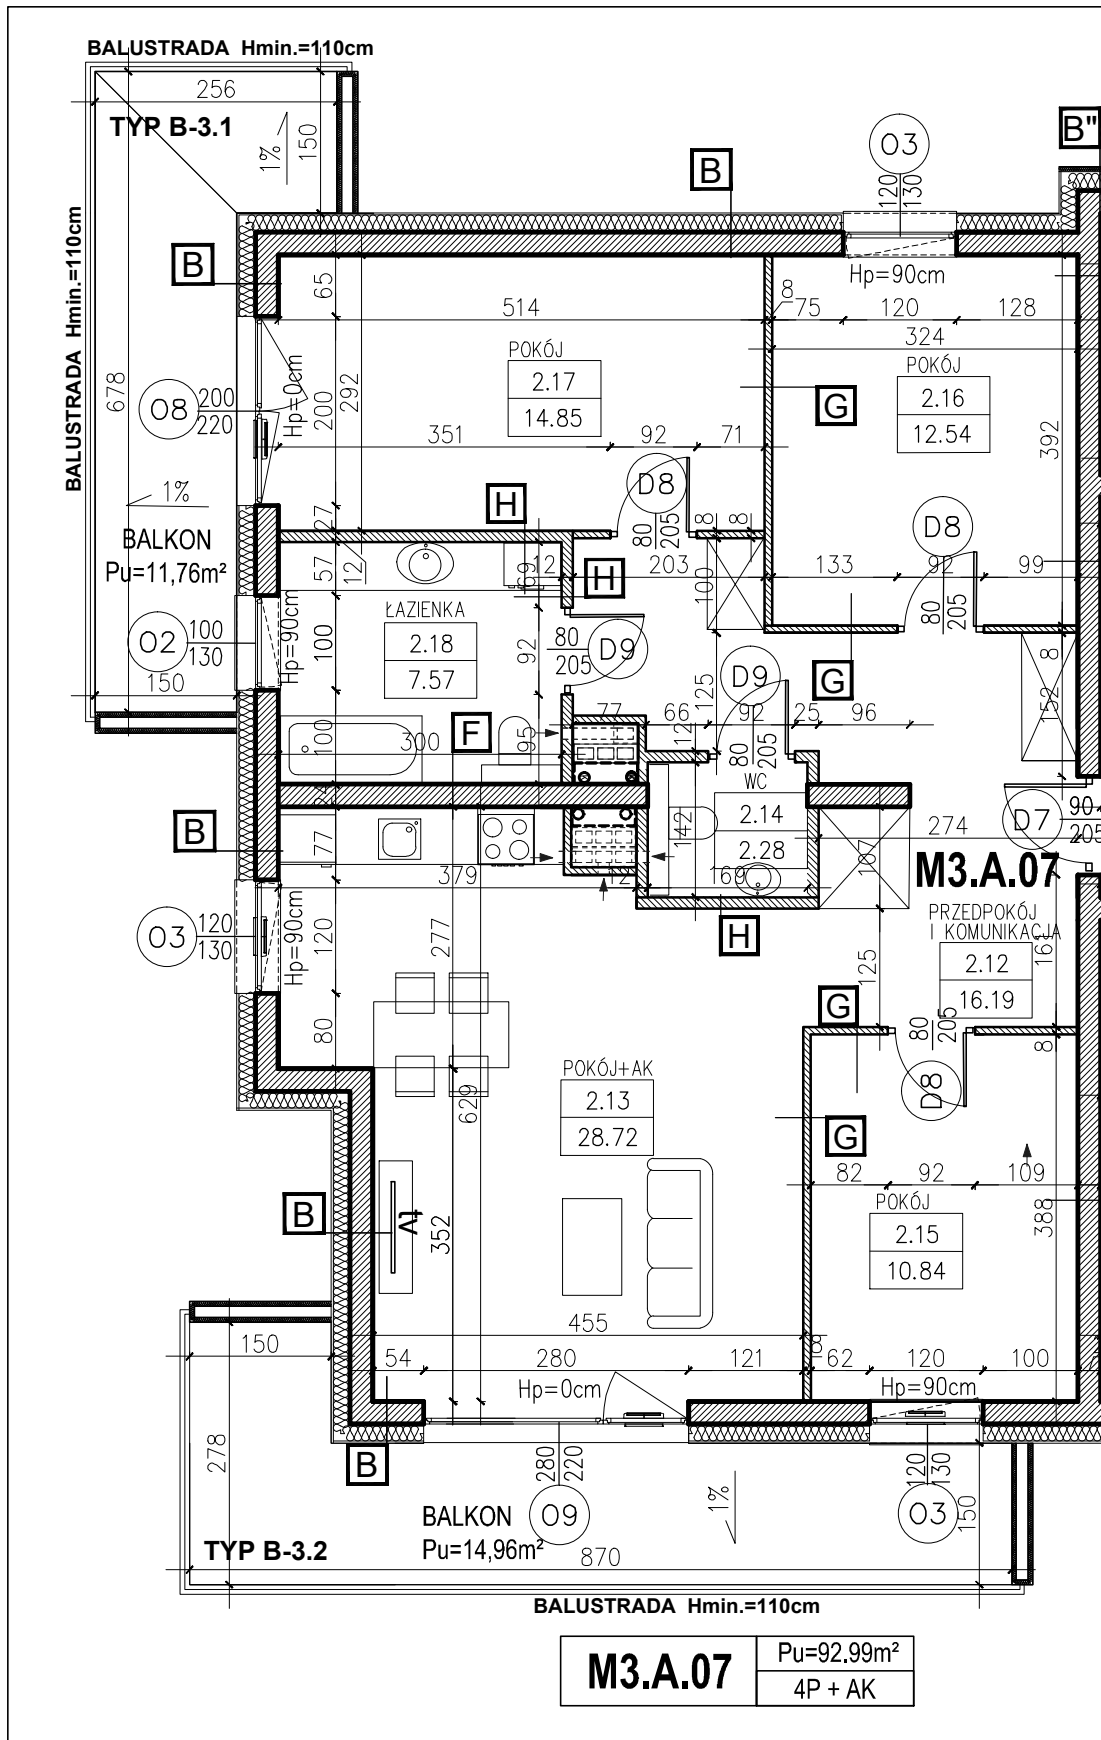 BALUSTRADA Hmin.=110cm
256
TYP B-3.1
1%
150
B
O3
120
130
B"
BALUSTRADA Hmin.=110cm
B
65
Hp=90cm
514
8
75
120
128
324
678
O8
200
220
Hp=0cm
200
292
POKÓJ
2.17
14.85
G
POKÓJ
2.16
12.54
392
351
92
71
1%
H
D8
80
205
8
8
D8
27
BALKON
Pu=11,76m²
57
12
69
12
H
203
100
133
92
99
80
205
O2
100
130
Hp=90cm
100
ŁAZIENKA
2.18
7.57
92
80
205
D9
D9
G
8
152
150
125
77
66
92
25
96
100
300
F
95
12
80
205
WC
24
2.14
2.28
142
D7
90
205
B
77
274
107
M3.A.07
379
12
169
O3
120
130
Hp=90cm
120
277
H
PRZEDPOKÓJ
I KOMUNIKACJA
2.12
16.19
161
125
G
80
205
80
8
D8
629
POKÓJ+AK
2.13
28.72
G
82
92
109
B
tv
352
POKÓJ
2.15
10.84
388
455
8
150
54
280
121
62
120
100
Hp=0cm
Hp=90cm
278
B
280
220
120
130
BALKON
Pu=14,96m²
O9
1%
O3
150
TYP B-3.2
870
BALUSTRADA Hmin.=110cm
M3.A.07
Pu=92.99m²
4P + AK